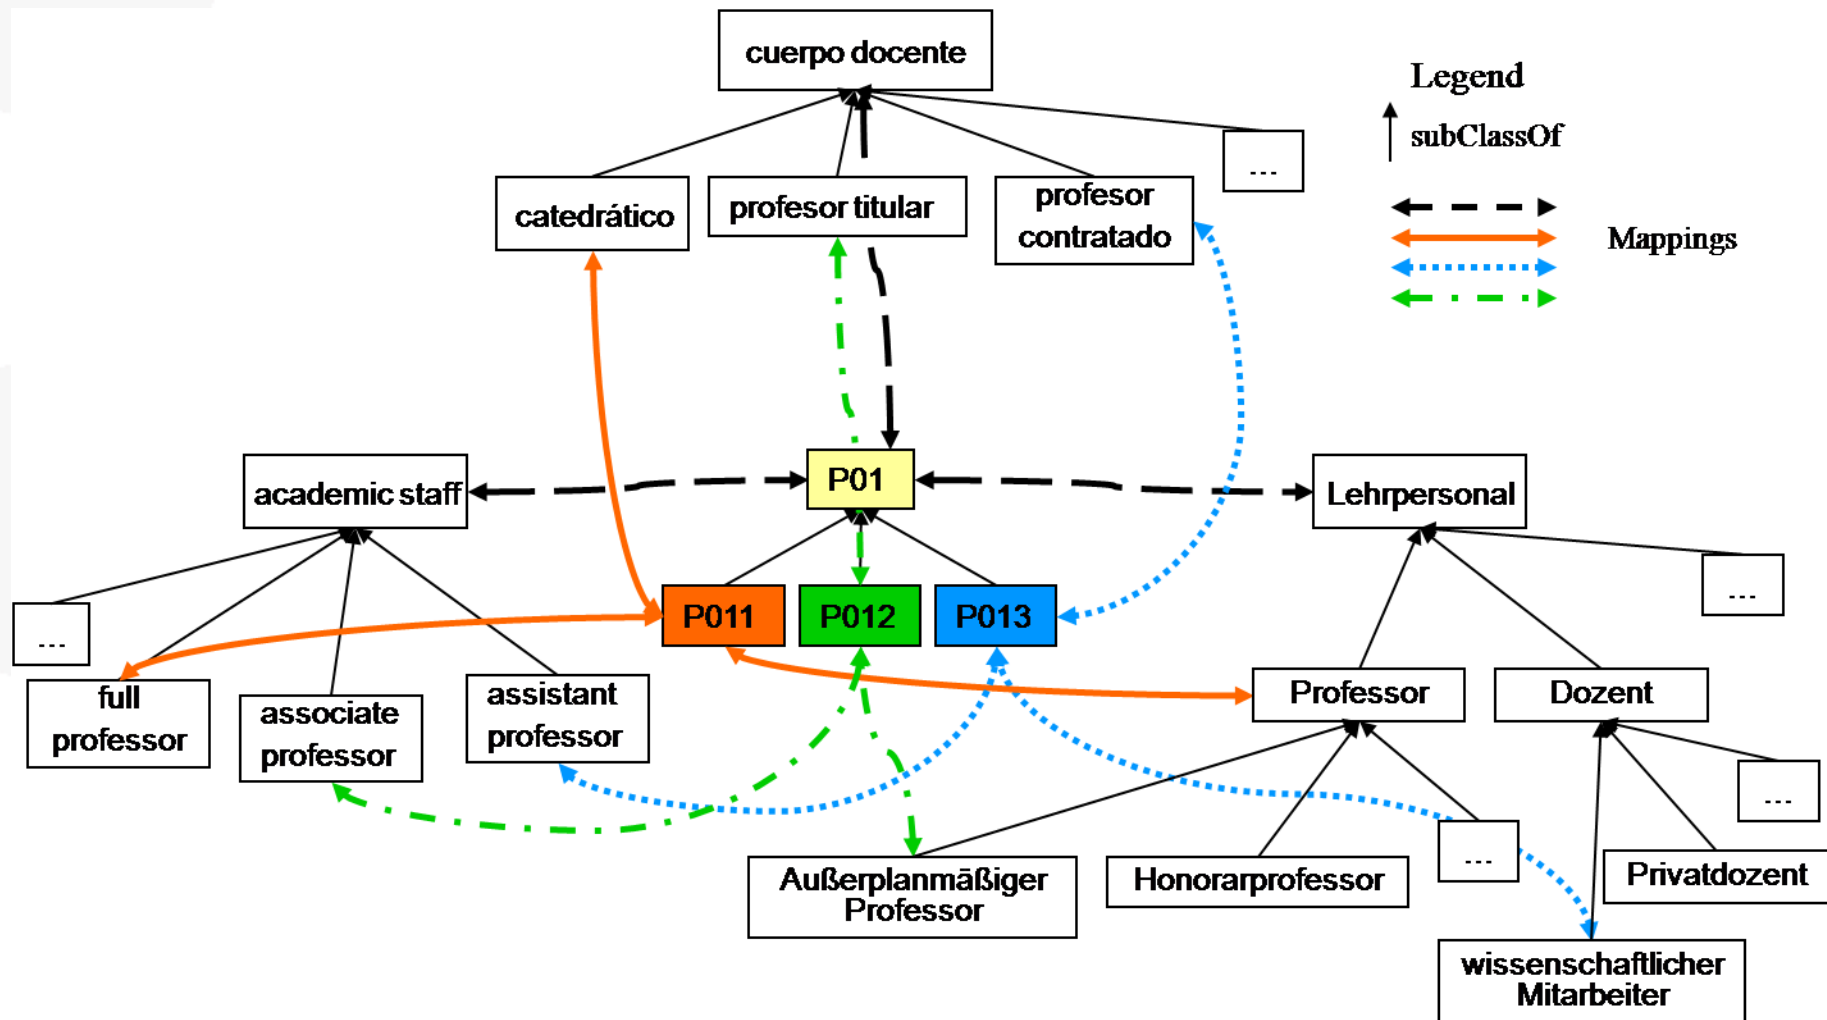 cuerpo docente
Legend
subClassOf
...
catedrático
profesor titular
profesor
contratado
Mappings
academic staff
P01
Lehrpersonal
...
P011
P012
P013
...
full
professor
associate
professor
assistant
professor
Professor
Dozent
...
...
Außerplanmäßiger
Professor
Honorarprofessor
Privatdozent
wissenschaftlicher
Mitarbeiter